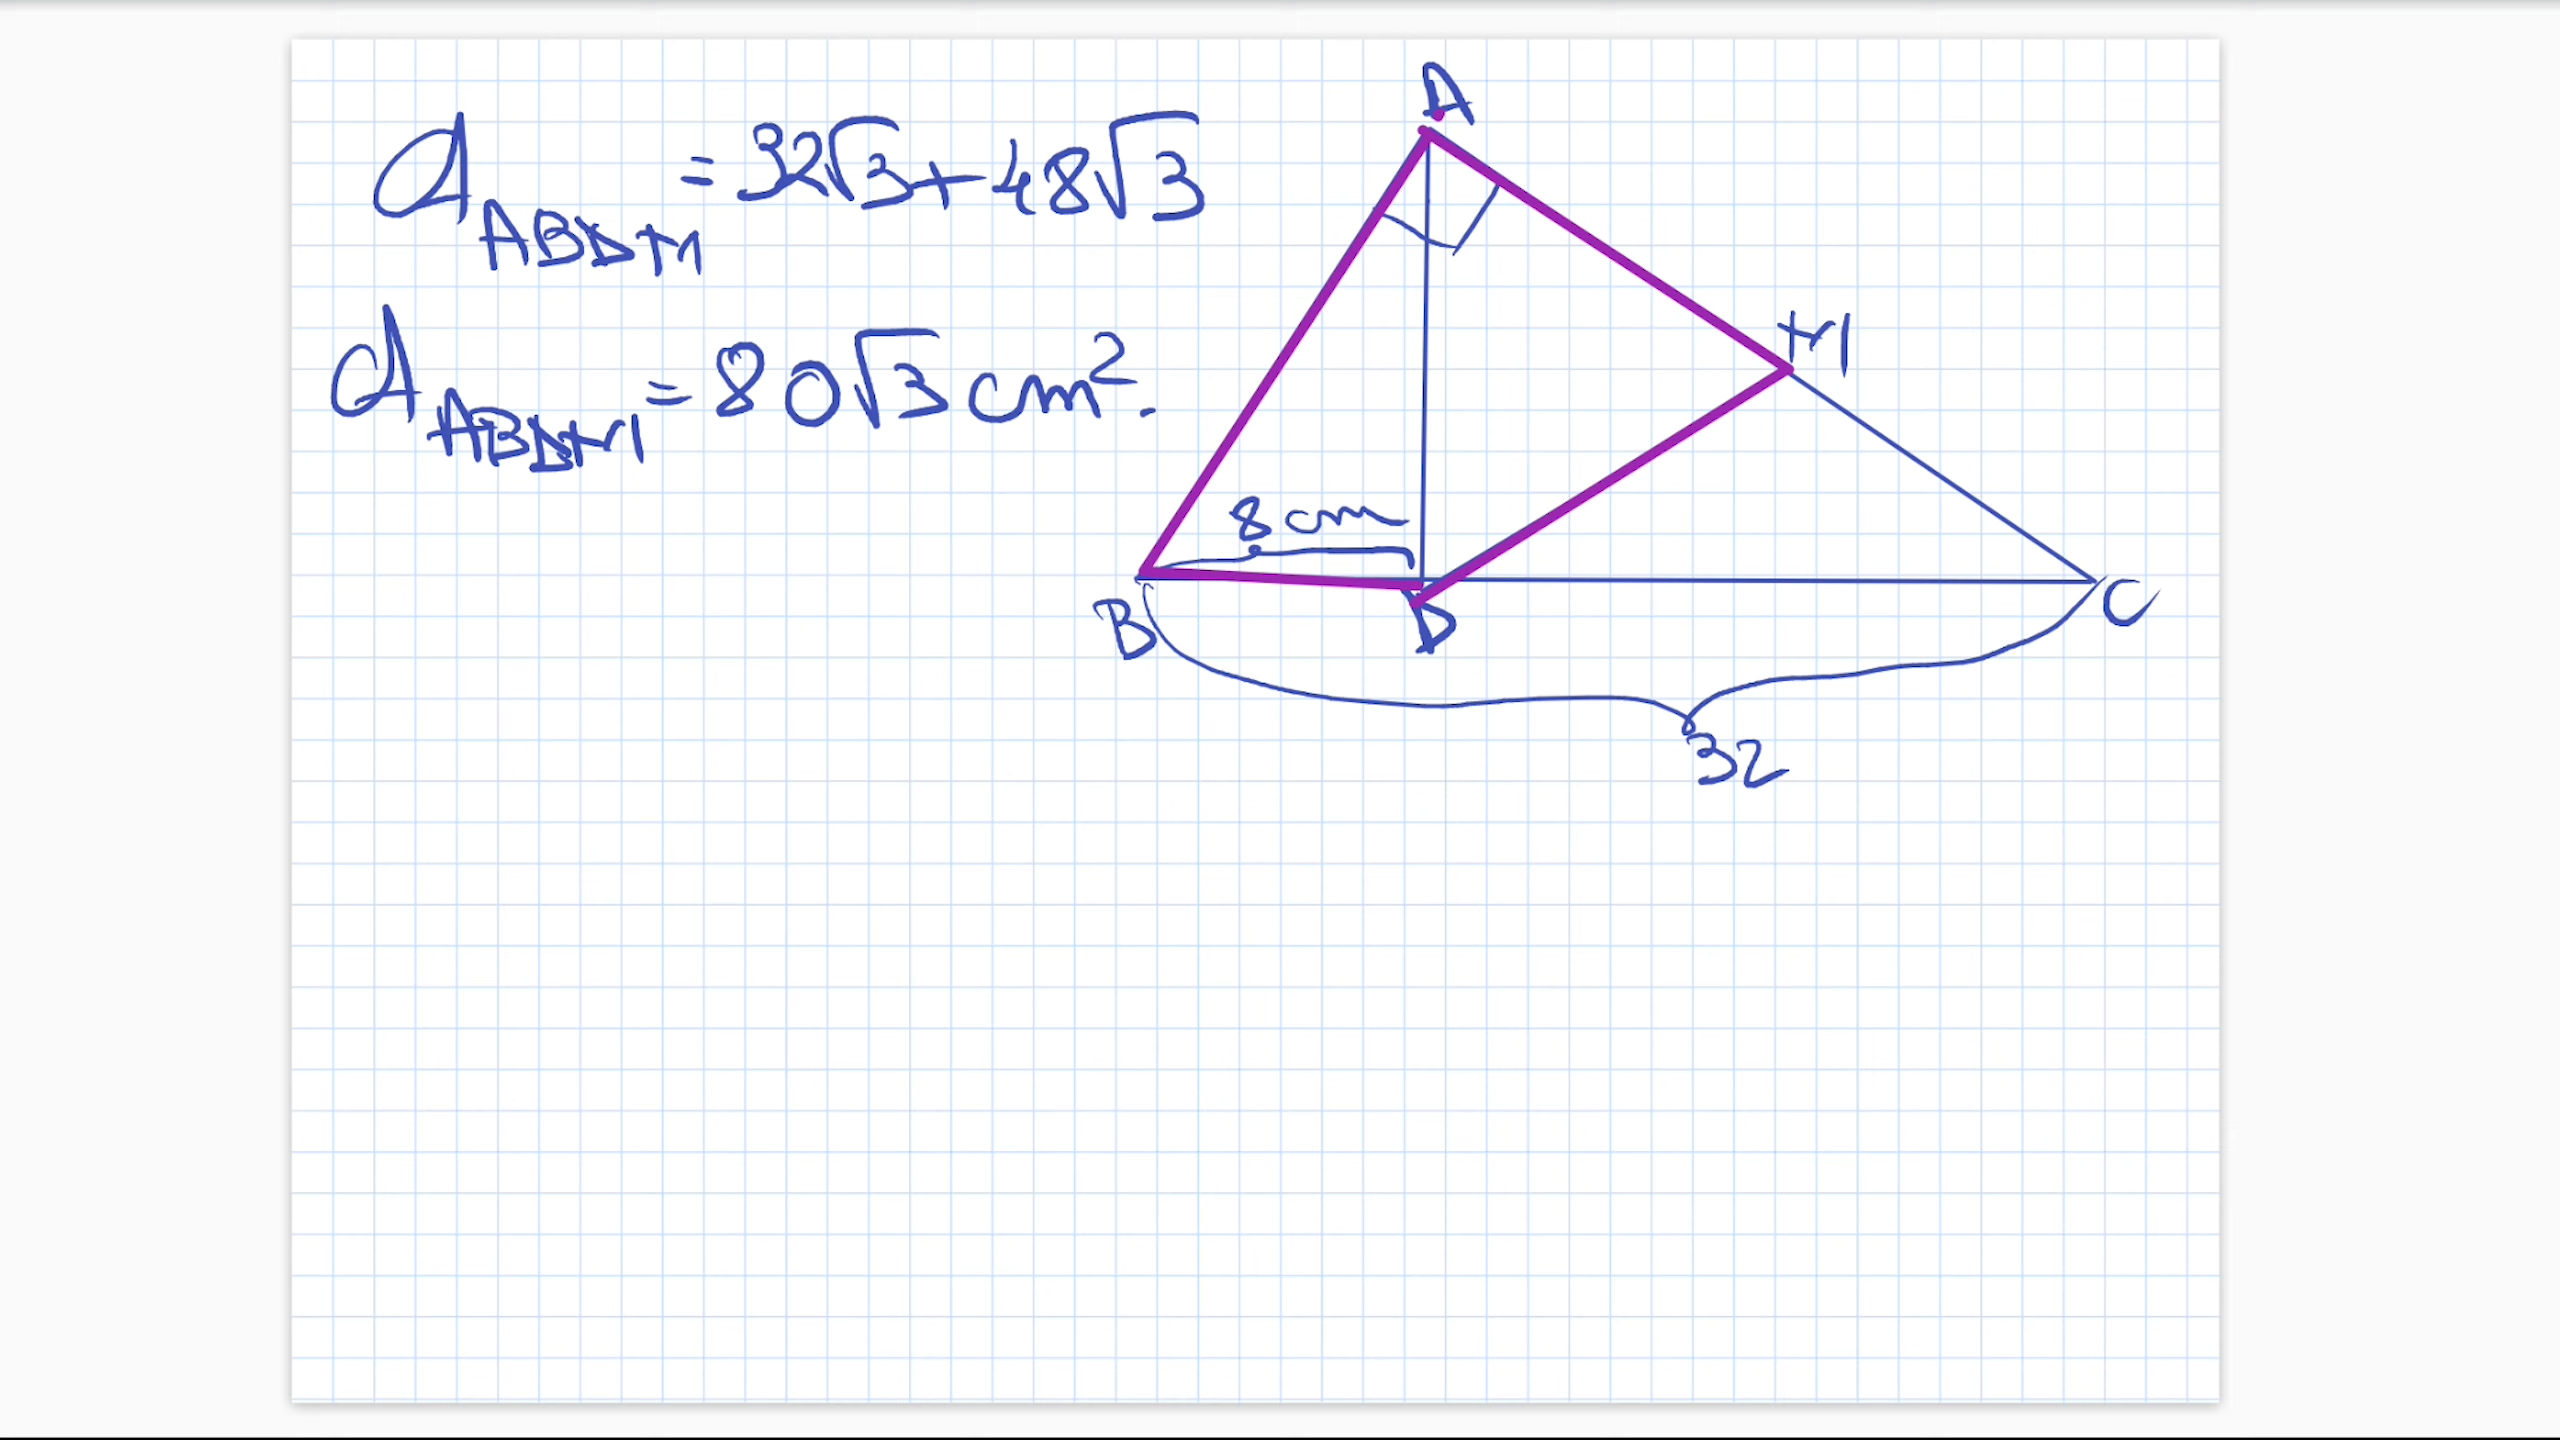 A_ABDM = 32√3 + 48√3
A_ABDM = 80√3 cm².
A
M
8 cm
B
D
C
32